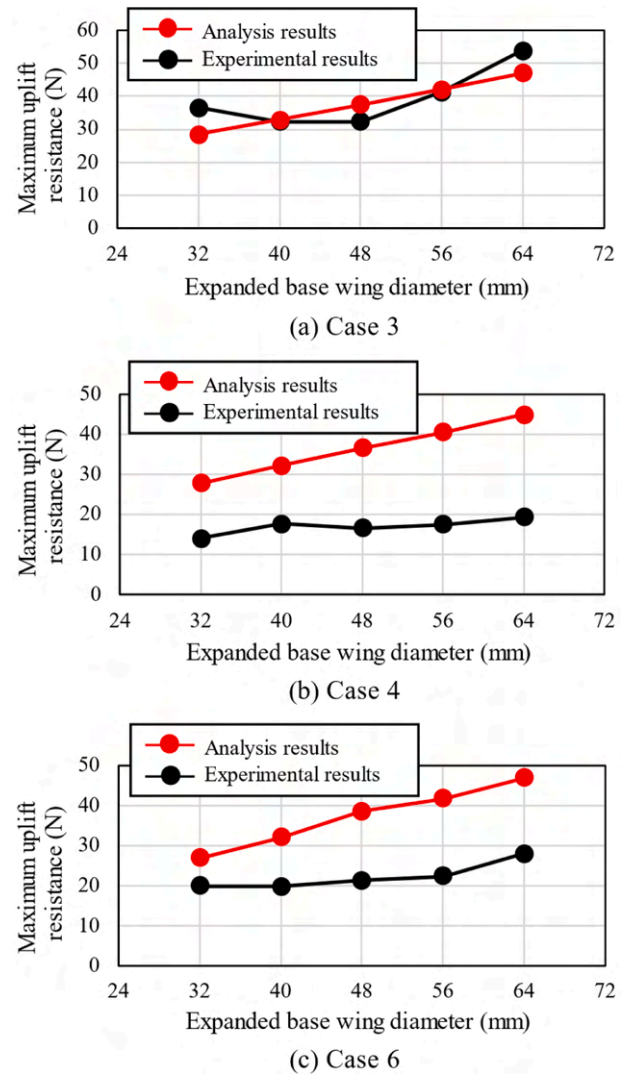 Analysis results
Experimental results
Maximum uplift
resistance (N)
60
50
40
30
20
10
0
24 32 40 48 56 64 72
Expanded base wing diameter (mm)
(a) Case 3
Analysis results
Experimental results
Maximum uplift
resistance (N)
50
40
30
20
10
0
24 32 40 48 56 64 72
Expanded base wing diameter (mm)
(b) Case 4
Analysis results
Experimental results
Maximum uplift
resistance (N)
50
40
30
20
10
0
24 32 40 48 56 64 72
Expanded base wing diameter (mm)
(c) Case 6